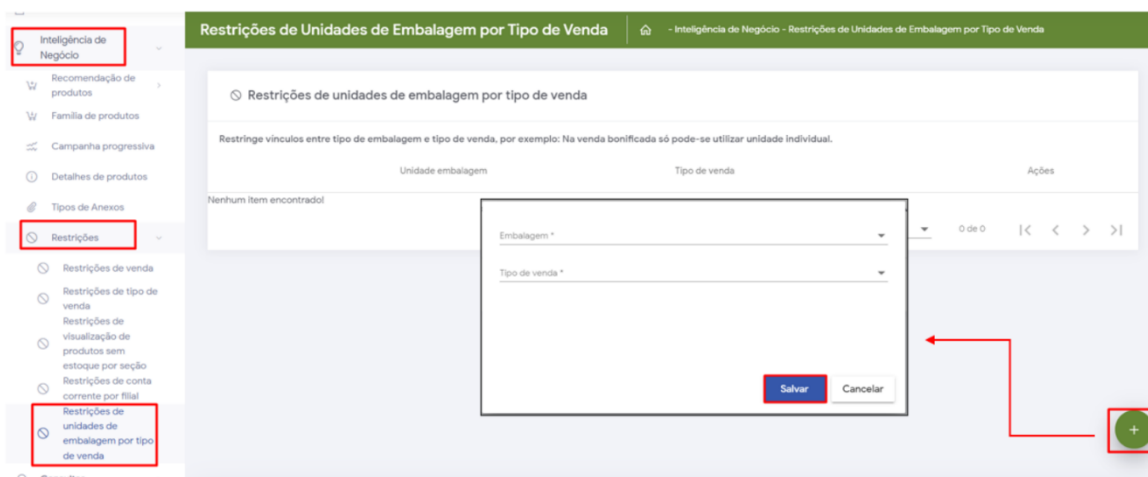 Inteligência de
Negócio
Recomendação de
produtos
Família de produtos
Campanha progressiva
Detalhes de produtos
Tipos de Anexos
Restrições
Restrições de venda
Restrições de tipo de
venda
Restrições de
visualização de
produtos sem
estoque por seção
Restrições de conta
corrente por filial
Restrições de
unidades de
embalagem por tipo
de venda
Restrições de Unidades de Embalagem por Tipo de Venda
- Inteligência de Negócio - Restrições de Unidades de Embalagem por Tipo de Venda
Restrições de unidades de embalagem por tipo de venda
Restringe vínculos entre tipo de embalagem e tipo de venda, por exemplo: Na venda bonificada só pode-se utilizar unidade individual.
Unidade embalagem Tipo de venda Ações
Nenhum item encontrado!
0 de 0
Embalagem *
Tipo de venda *
Salvar Cancelar